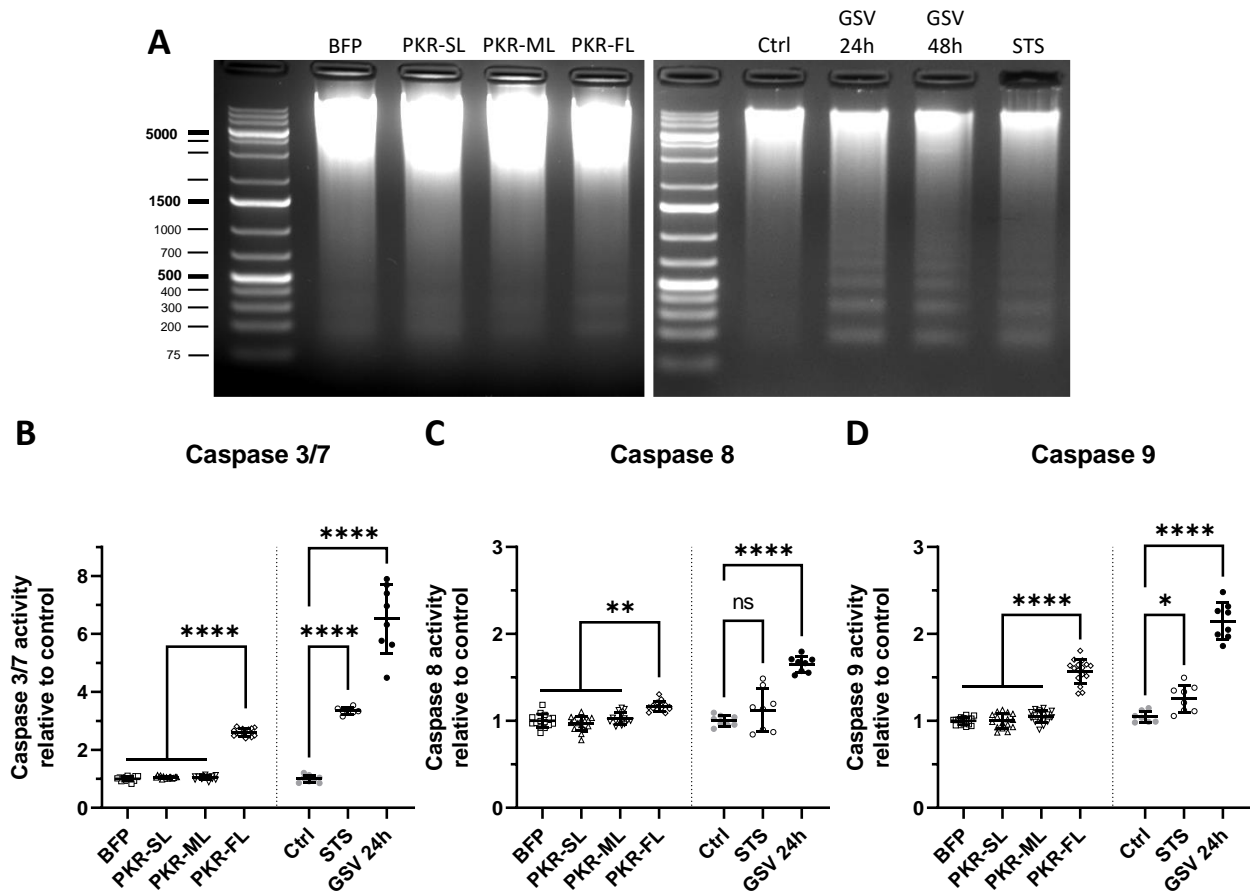 A
BFP PKR-SL PKR-ML PKR-FL
Ctrl
GSV
24h
GSV
48h
STS
5000
1500
1000
700
500
400
300
200
75
B
Caspase 3/7
Caspase 3/7 activity
relative to control
8
6
4
2
0
****
****
****
BFP
PKR-SL
PKR-ML
PKR-FL
Ctrl
STS
GSV 24h
C
Caspase 8
Caspase 8 activity
relative to control
3
2
1
0
**
ns
****
BFP
PKR-SL
PKR-ML
PKR-FL
Ctrl
STS
GSV 24h
D
Caspase 9
Caspase 9 activity
relative to control
3
2
1
0
****
*
****
BFP
PKR-SL
PKR-ML
PKR-FL
Ctrl
STS
GSV 24h